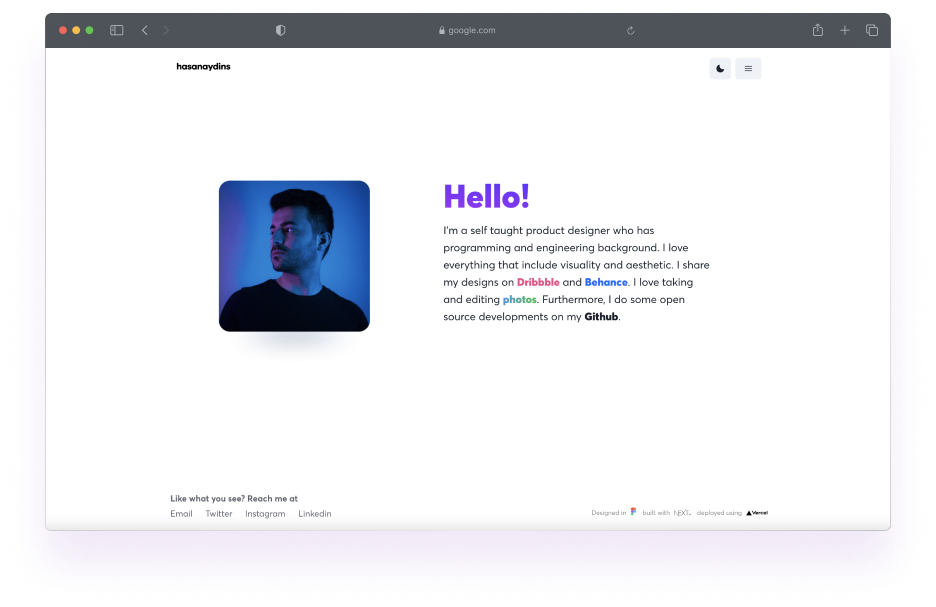 google.com
hasanaydins
Hello!
I'm a self taught product designer who has
programming and engineering background. I love
everything that include visuality and aesthetic. I share
my designs on Dribbble and Behance. I love taking
and editing photos. Furthermore, I do some open
source developments on my Github.
Like what you see? Reach me at
Email Twitter Instagram Linkedin
Designed in built with NEXT.js deployed using Vercel